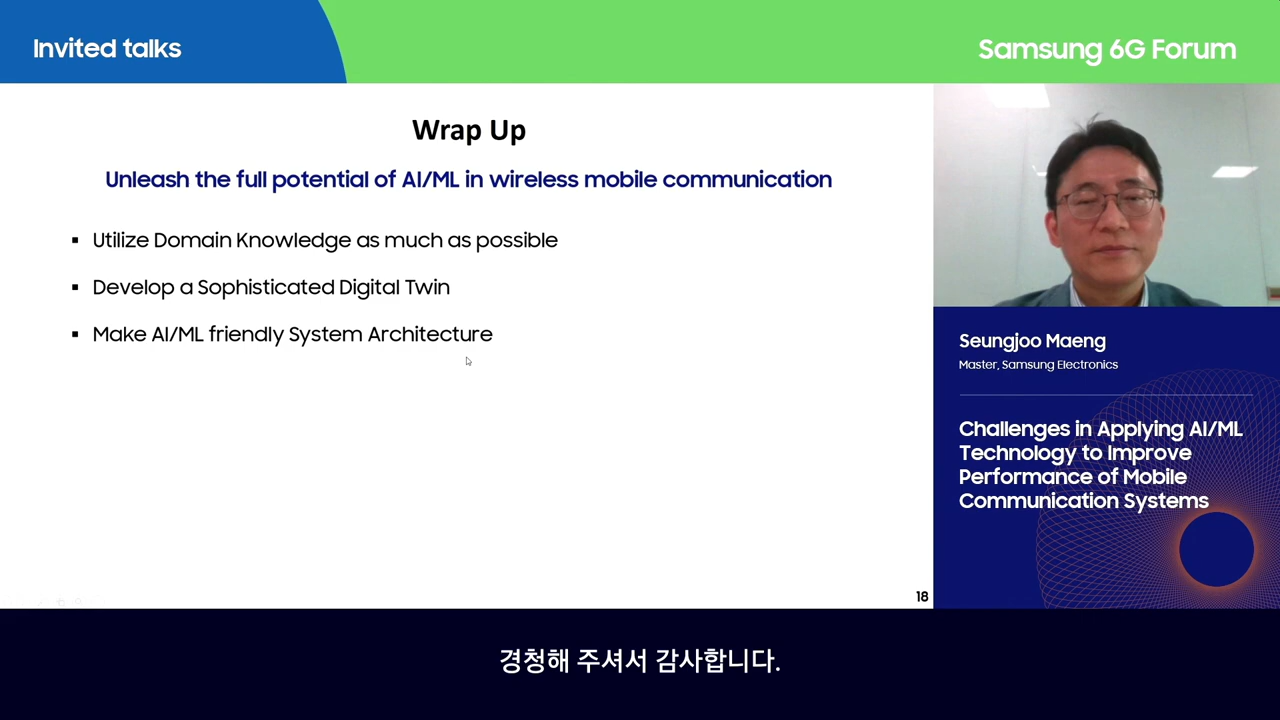 Invited talks
Samsung 6G Forum
Wrap Up
Unleash the full potential of AI/ML in wireless mobile communication
▪ Utilize Domain Knowledge as much as possible
▪ Develop a Sophisticated Digital Twin
▪ Make AI/ML friendly System Architecture
18
Seungjoo Maeng
Master, Samsung Electronics
Challenges in Applying AI/ML
Technology to Improve
Performance of Mobile
Communication Systems
경청해 주셔서 감사합니다.